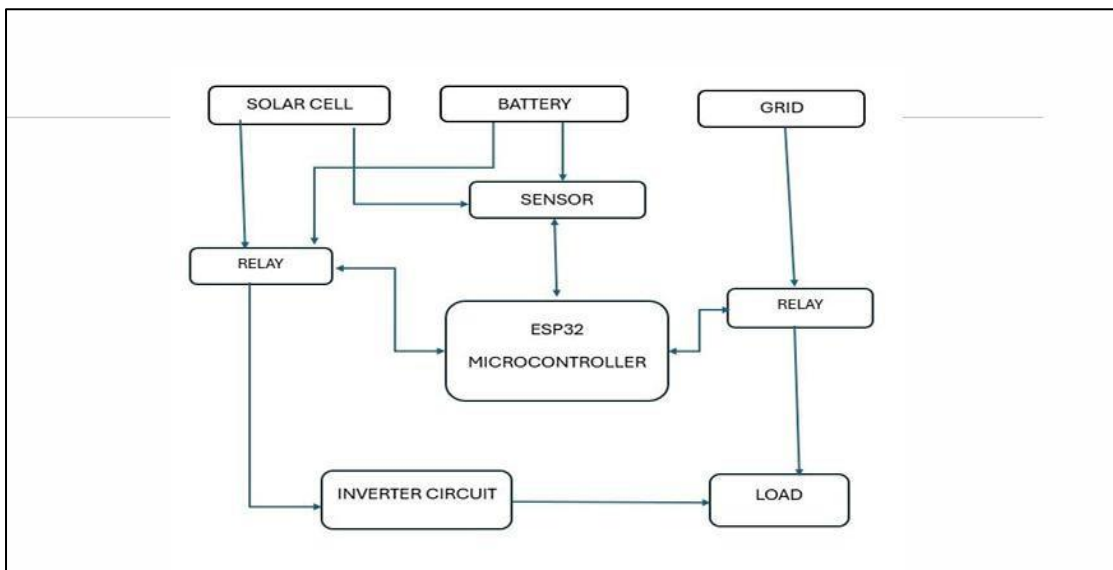 SOLAR CELL
BATTERY
GRID
SENSOR
RELAY
RELAY
ESP32
MICROCONTROLLER
INVERTER CIRCUIT
LOAD